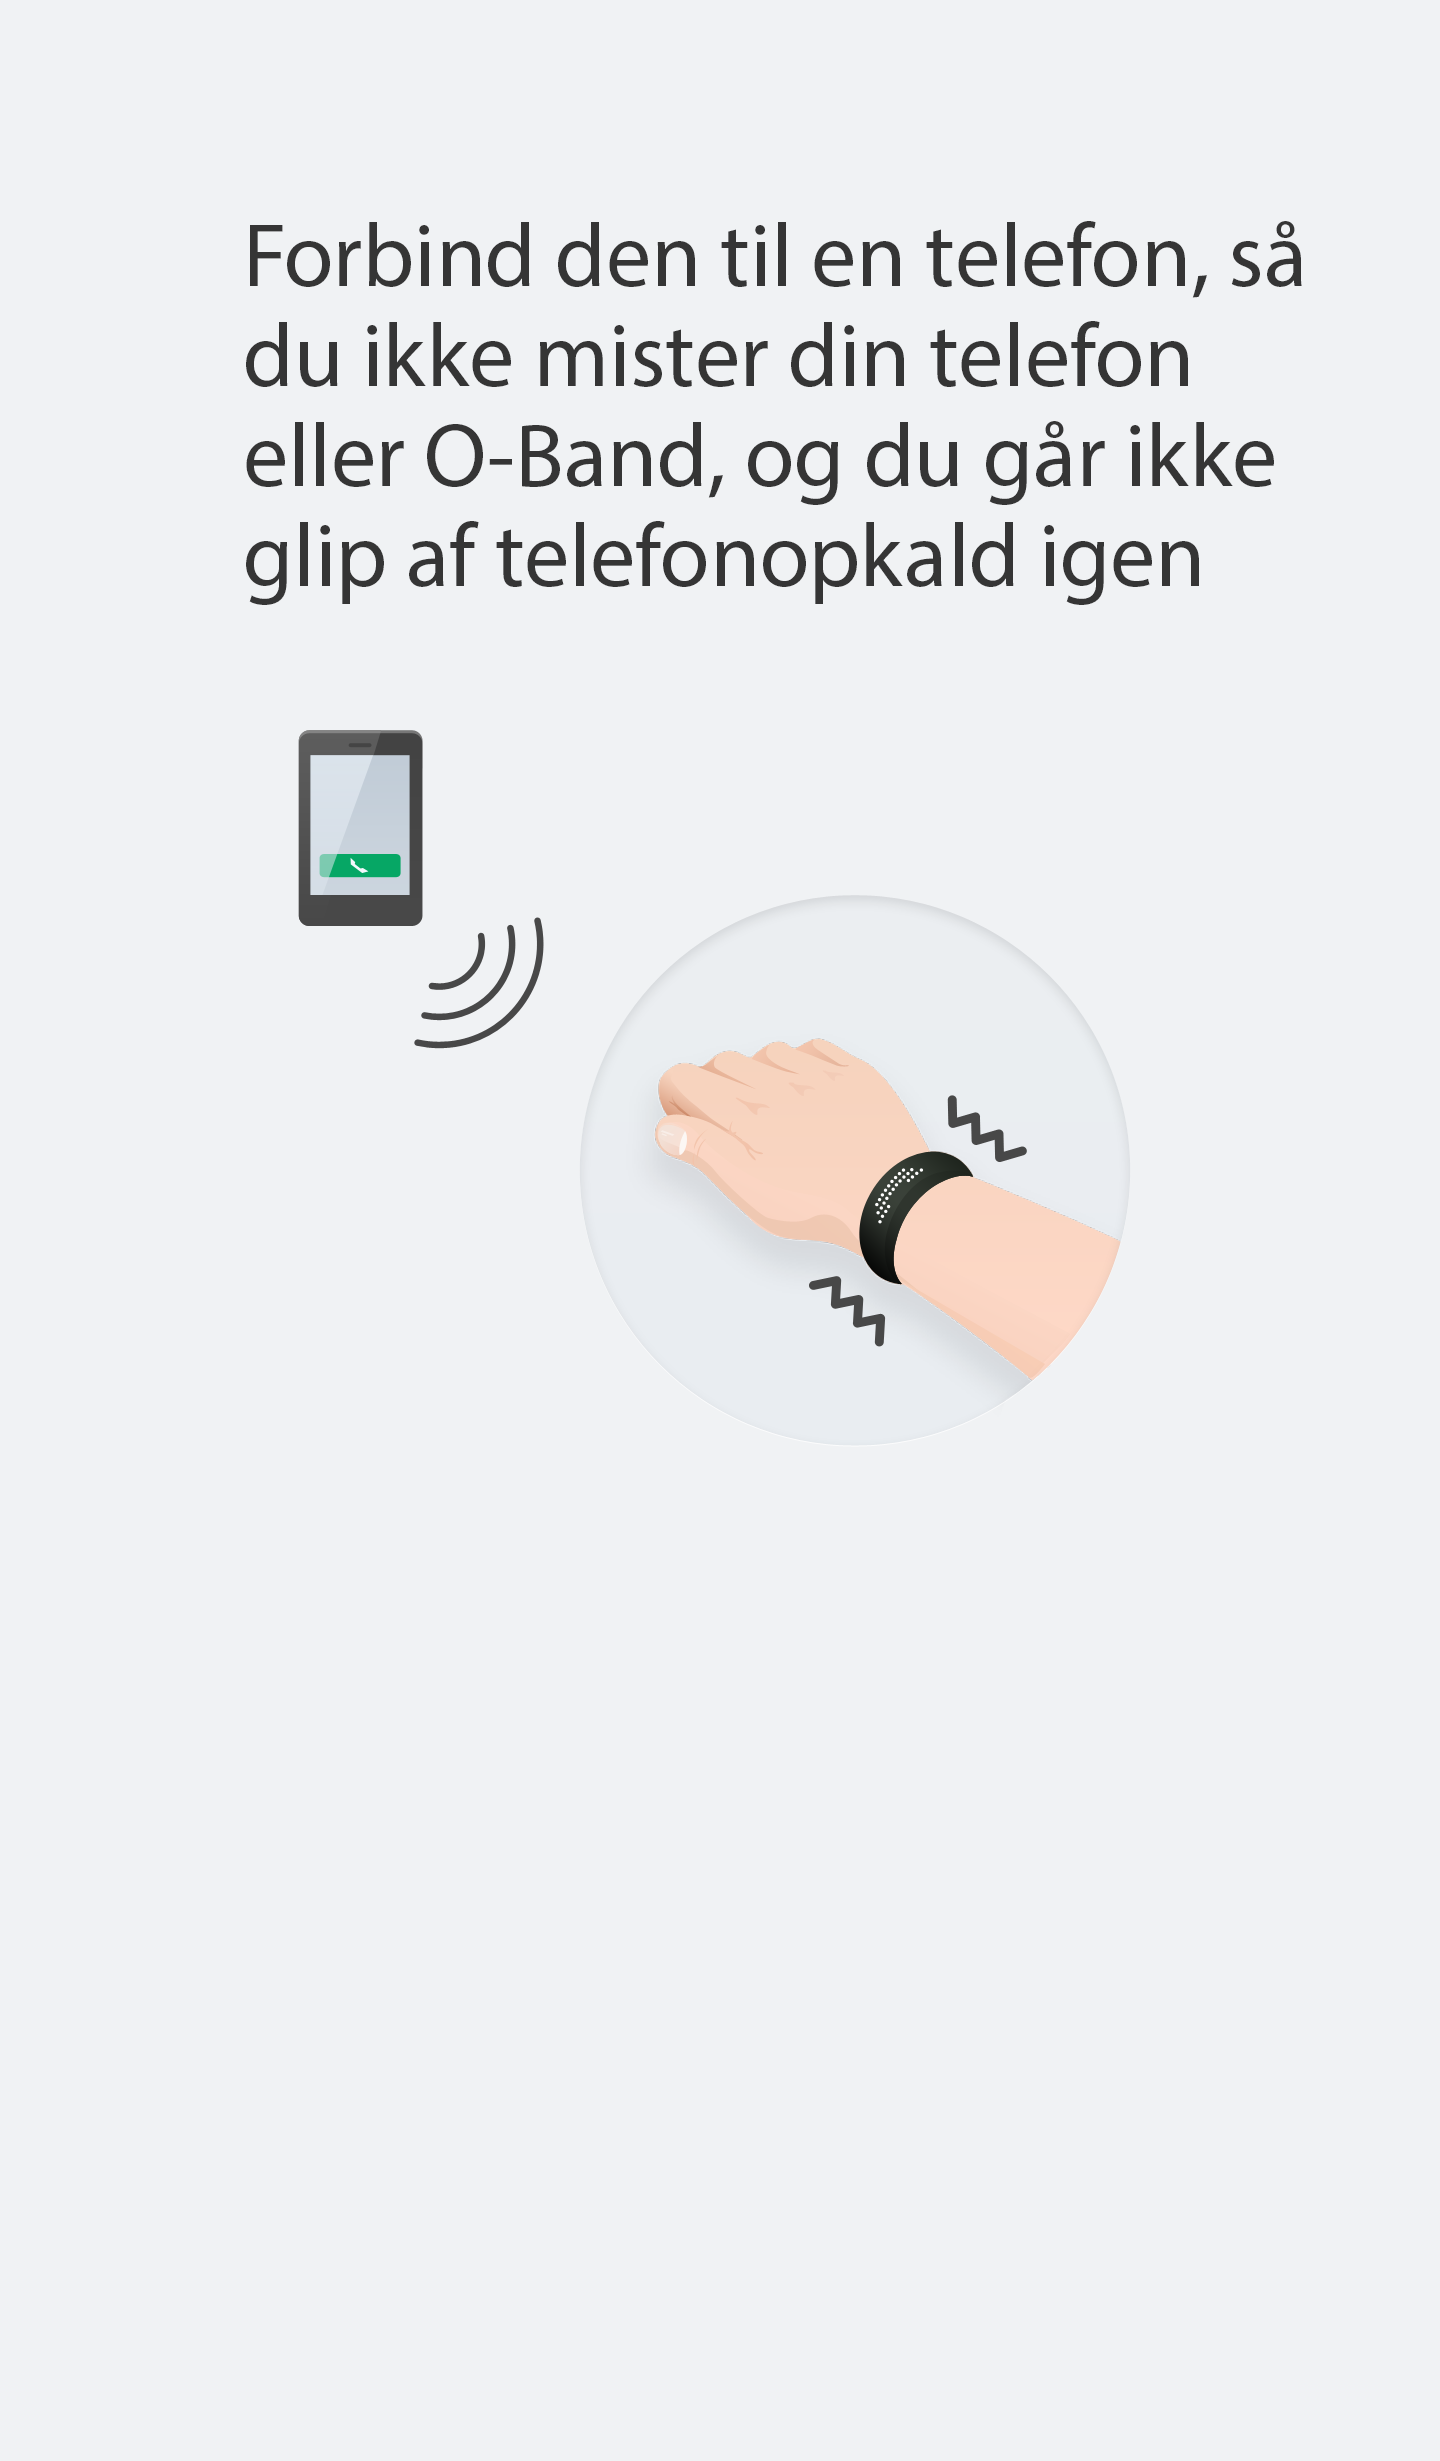 Forbind den til en telefon, så
du ikke mister din telefon
eller O-Band, og du går ikke
glip af telefonopkald igen